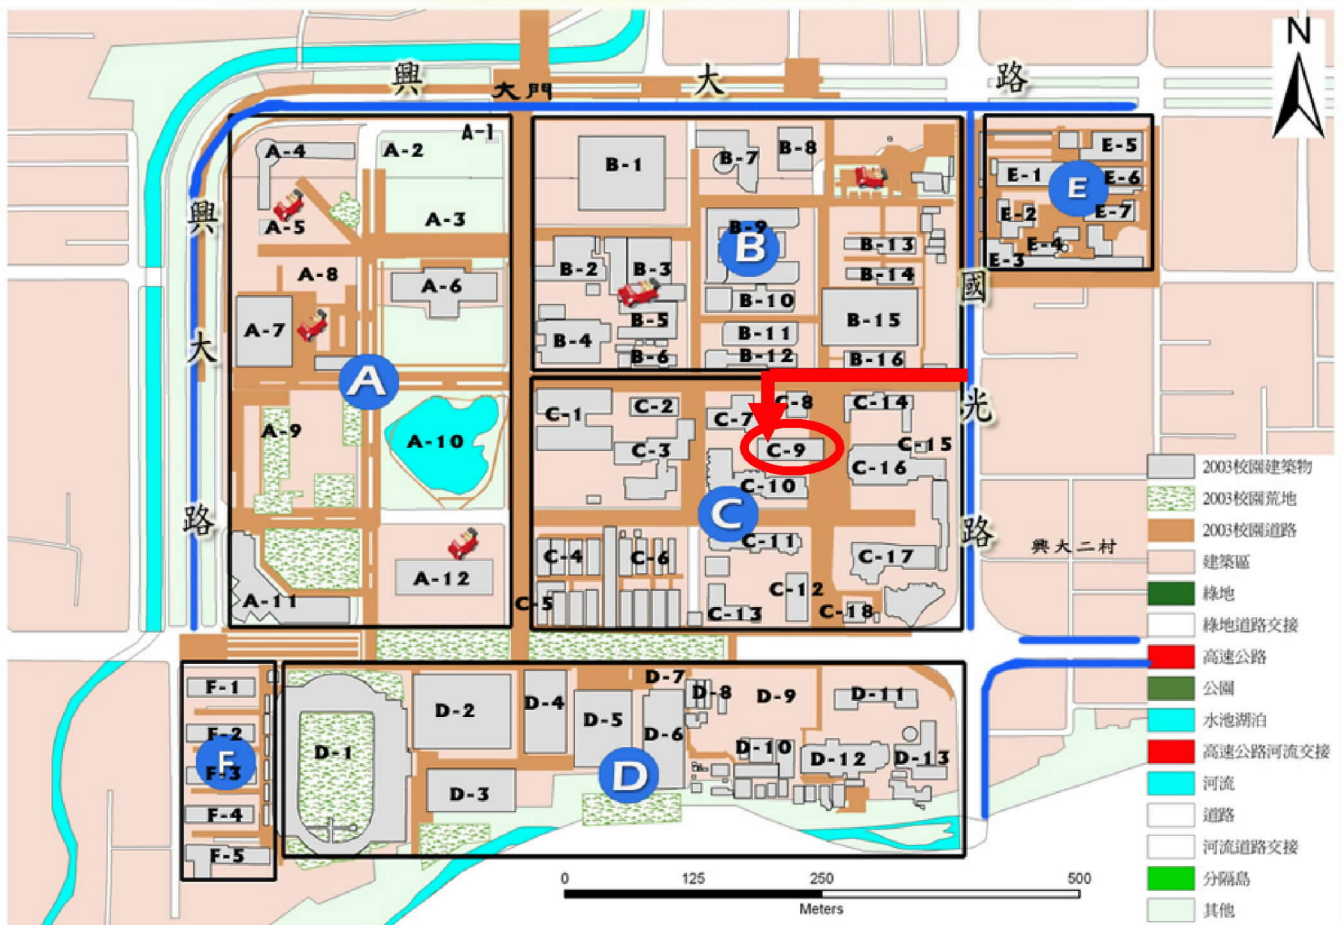 N
興 大 路
大門
興
大
路
國
光
路
興大二村
A-1
A-2
A-3
A-4
A-5
A-6
A-7
A-8
A-9
A-10
A-11
A-12
A
B-1
B-2
B-3
B-4
B-5
B-6
B-7
B-8
B-9
B
B-10
B-11
B-12
B-13
B-14
B-15
B-16
C-1
C-2
C-3
C-4
C-5
C-6
C-7
C-8
C-9
C-10
C
C-11
C-12
C-13
C-14
C-15
C-16
C-17
C-18
D-1
D-2
D-3
D-4
D-5
D-6
D-7
D-8
D-9
D-10
D-11
D-12
D-13
D
E-1
E-2
E-3
E-4
E-5
E-6
E-7
E
F-1
F-2
F-3
F-4
F-5
F
2003校園建築物
2003校園荒地
2003校園道路
建築區
綠地
綠地道路交接
高速公路
公園
水池湖泊
高速公路河流交接
河流
道路
河流道路交接
分隔島
其他
0 125 250 500
Meters